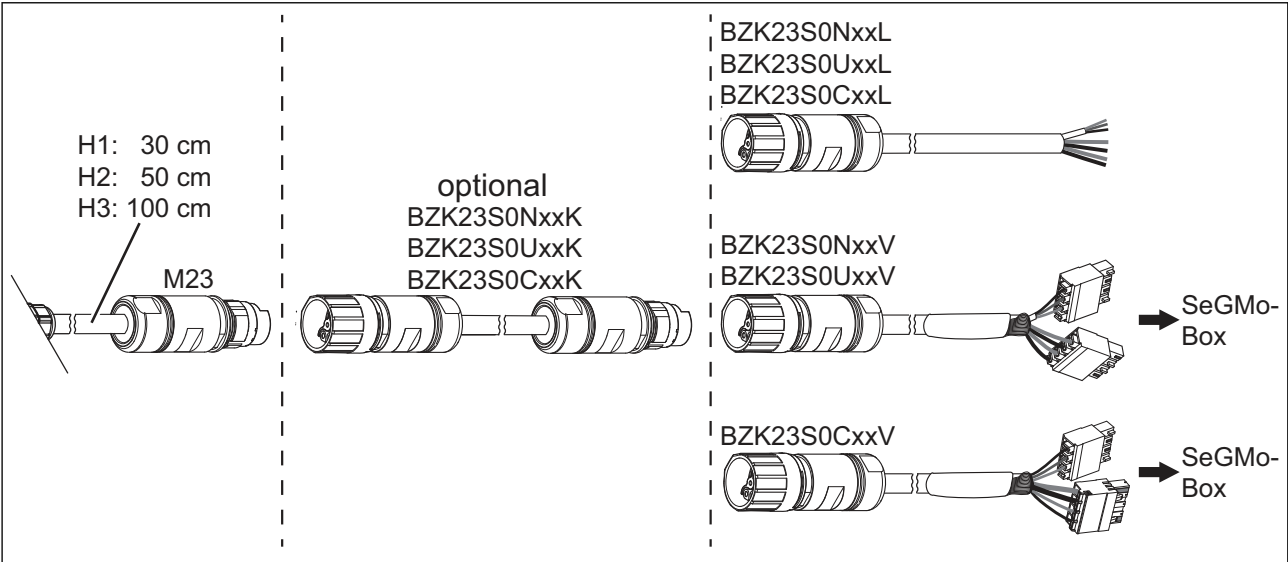 H1: 30 cm
H2: 50 cm
H3: 100 cm
M23
optional
BZK23S0NxxK
BZK23S0UxxK
BZK23S0CxxK
BZK23S0NxxL
BZK23S0UxxL
BZK23S0CxxL
BZK23S0NxxV
BZK23S0UxxV
SeGMo-
Box
BZK23S0CxxV
SeGMo-
Box